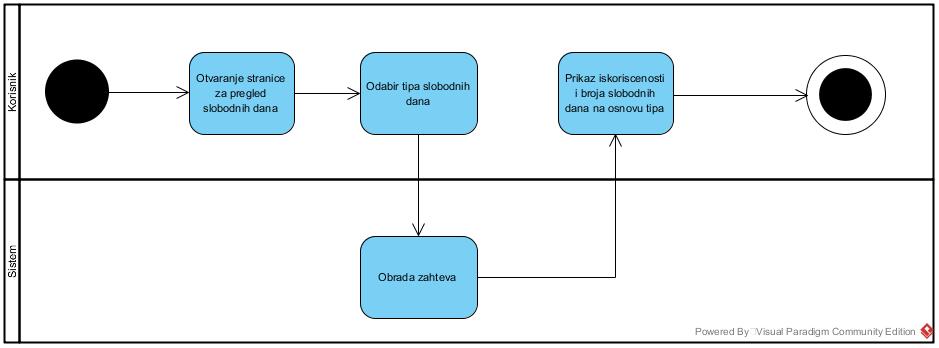 Korisnik
Otvaranje stranice
za pregled
slobodnih dana
Odabir tipa slobodnih
dana
Prikaz iskoriscenosti
i broja slobodnih
dana na osnovu tipa
Sistem
Obrada zahteva
Powered By Visual Paradigm Community Edition